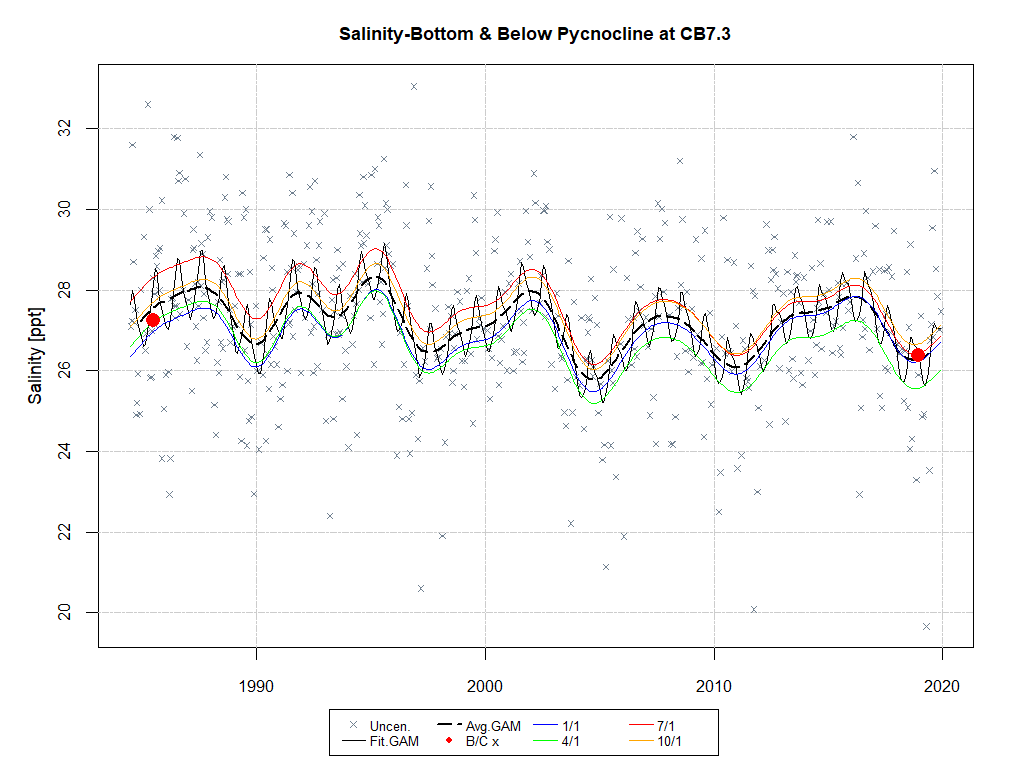 Salinity-Bottom & Below Pycnocline at CB7.3
Salinity [ppt]
32
30
28
26
24
22
20
1990 2000 2010 2020
Uncen. Avg.GAM 1/1 7/1
Fit.GAM B/C x 4/1 10/1